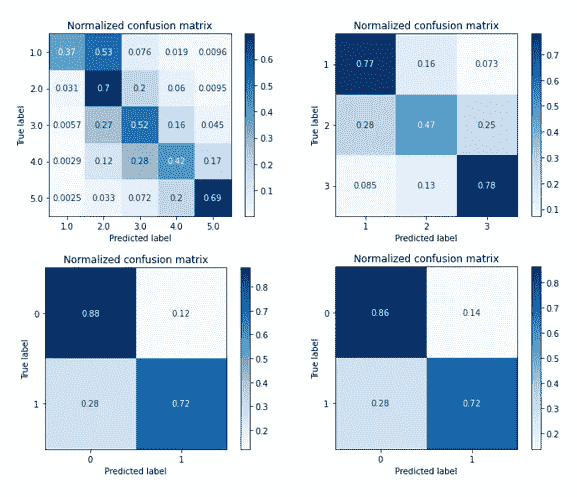 Normalized confusion matrix
1.0 0.37 0.53 0.076 0.019 0.0096
2.0 0.031 0.7 0.2 0.06 0.0095
3.0 0.0057 0.27 0.52 0.16 0.045
4.0 0.0029 0.12 0.28 0.42 0.17
5.0 0.0025 0.033 0.072 0.2 0.69
1.0 2.0 3.0 4.0 5.0
True label
Predicted label
0.6
0.5
0.4
0.3
0.2
0.1
Normalized confusion matrix
1 0.77 0.16 0.073
2 0.28 0.47 0.25
3 0.085 0.13 0.78
1 2 3
True label
Predicted label
0.7
0.6
0.5
0.4
0.3
0.2
0.1
Normalized confusion matrix
0 0.88 0.12
1 0.28 0.72
0 1
True label
Predicted label
0.8
0.7
0.6
0.5
0.4
0.3
0.2
Normalized confusion matrix
0 0.86 0.14
1 0.28 0.72
0 1
True label
Predicted label
0.8
0.7
0.6
0.5
0.4
0.3
0.2